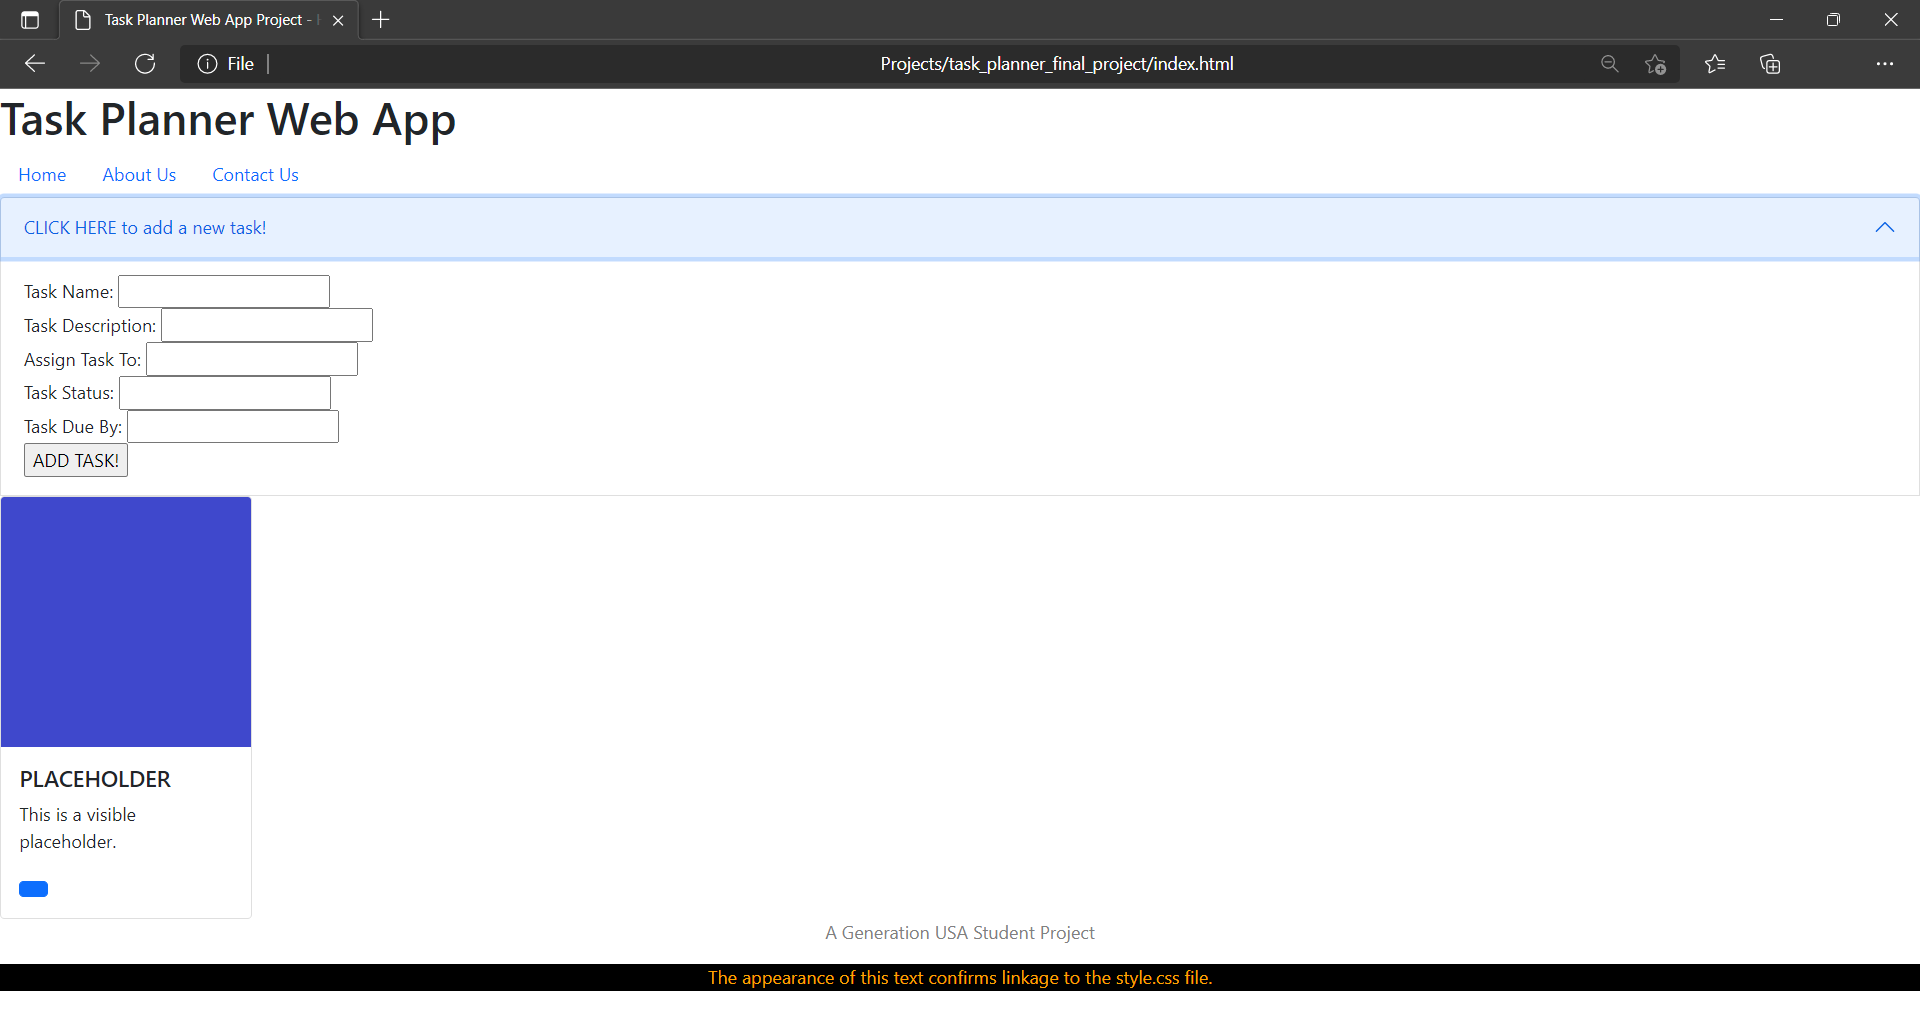 Task Planner Web App Project -
File
Projects/task_planner_final_project/index.html
Task Planner Web App
Home About Us Contact Us
CLICK HERE to add a new task!
Task Name:
Task Description:
Assign Task To:
Task Status:
Task Due By:
ADD TASK!
PLACEHOLDER
This is a visible
placeholder.
A Generation USA Student Project
The appearance of this text confirms linkage to the style.css file.